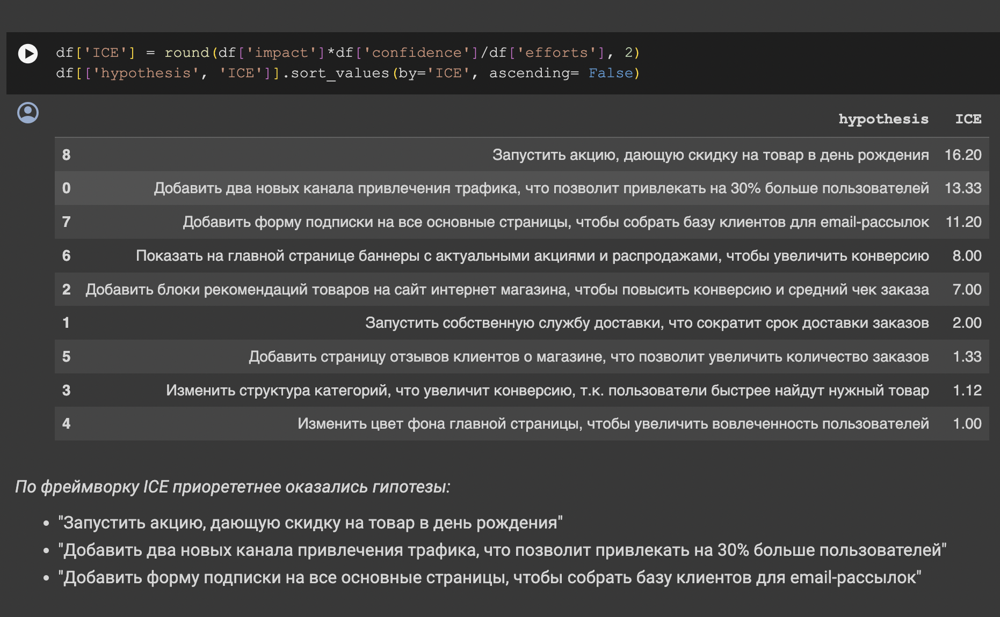 df['ICE'] = round(df['impact']*df['confidence']/df['efforts'], 2)
df[['hypothesis', 'ICE']].sort_values(by='ICE', ascending= False)
hypothesis ICE
8 Запустить акцию, дающую скидку на товар в день рождения 16.20
0 Добавить два новых канала привлечения трафика, что позволит привлекать на 30% больше пользователей 13.33
7 Добавить форму подписки на все основные страницы, чтобы собрать базу клиентов для email-рассылок 11.20
6 Показать на главной странице баннеры с актуальными акциями и распродажами, чтобы увеличить конверсию 8.00
2 Добавить блоки рекомендаций товаров на сайт интернет магазина, чтобы повысить конверсию и средний чек заказа 7.00
1 Запустить собственную службу доставки, что сократит срок доставки заказов 2.00
5 Добавить страницу отзывов клиентов о магазине, что позволит увеличить количество заказов 1.33
3 Изменить структура категорий, что увеличит конверсию, т.к. пользователи быстрее найдут нужный товар 1.12
4 Изменить цвет фона главной страницы, чтобы увеличить вовлеченность пользователей 1.00
По фреймворку ICE приорететнее оказались гипотезы:
• "Запустить акцию, дающую скидку на товар в день рождения"
• "Добавить два новых канала привлечения трафика, что позволит привлекать на 30% больше пользователей"
• "Добавить форму подписки на все основные страницы, чтобы собрать базу клиентов для email-рассылок"